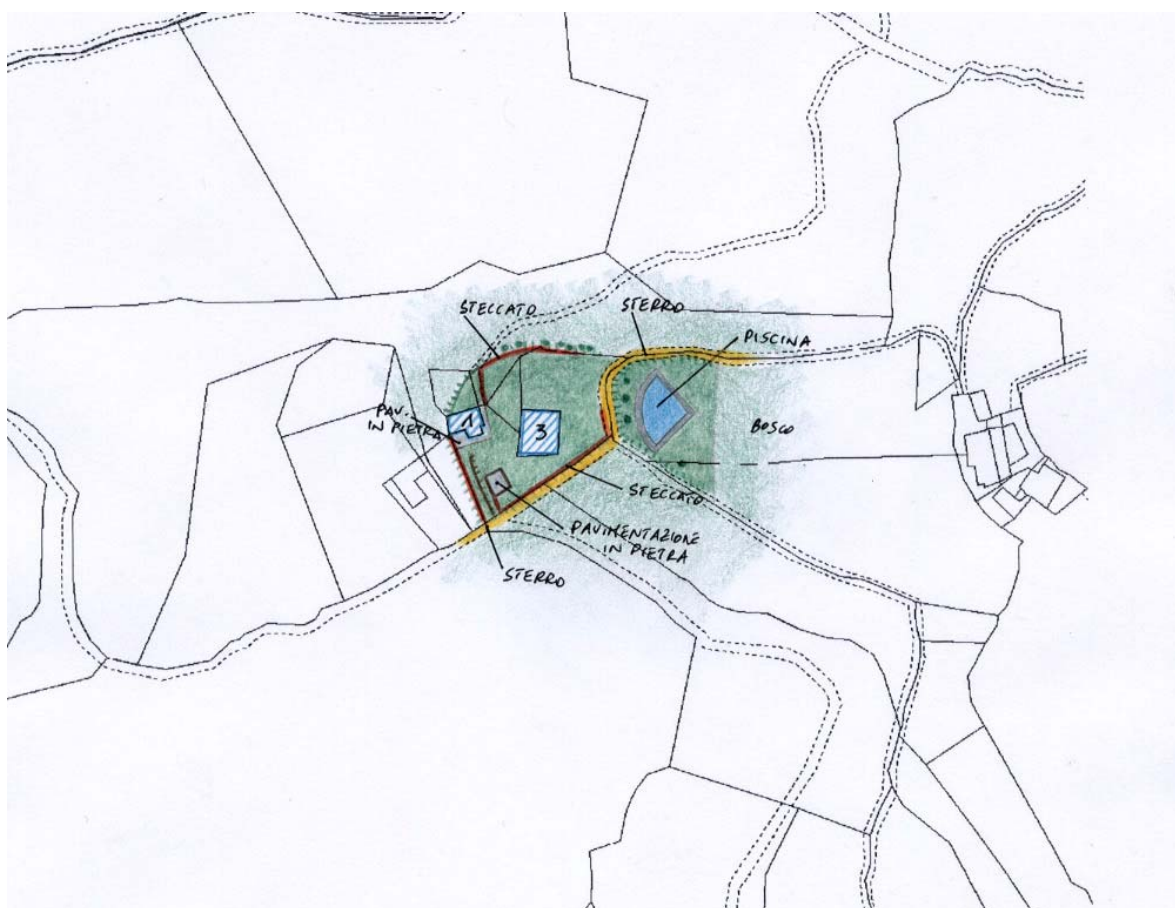 STECCATO
STERRO
PISCINA
PAV.
IN PIETRA
1
3
BOSCO
STECCATO
PAVIMENTAZIONE
IN PIETRA
STERRO